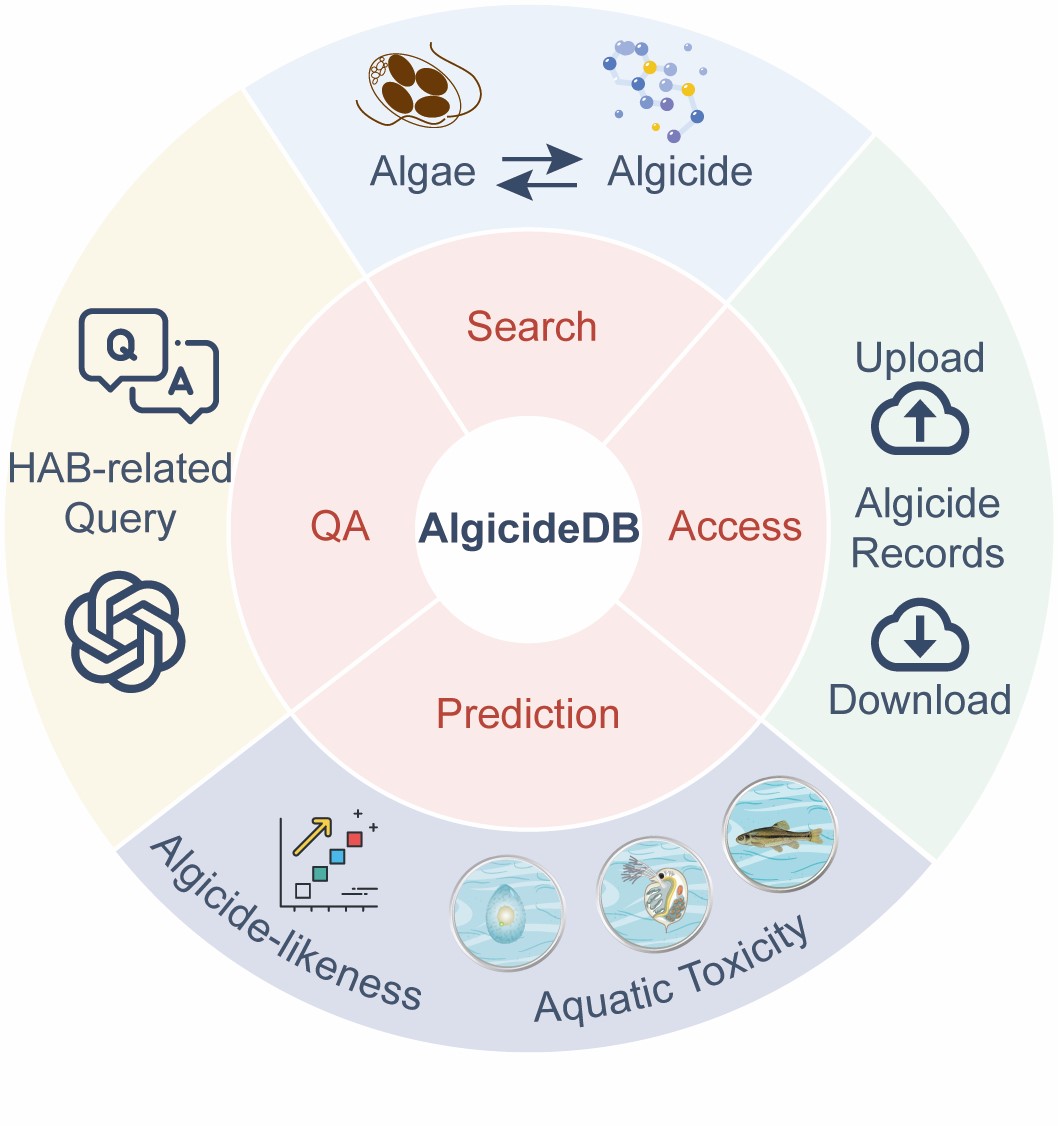 Algae
Algicide
Search
Q
A
HAB-related
Query
QA
AlgicideDB
Access
Upload
Algicide
Records
Download
Prediction
Algicide-likeness
Aquatic Toxicity